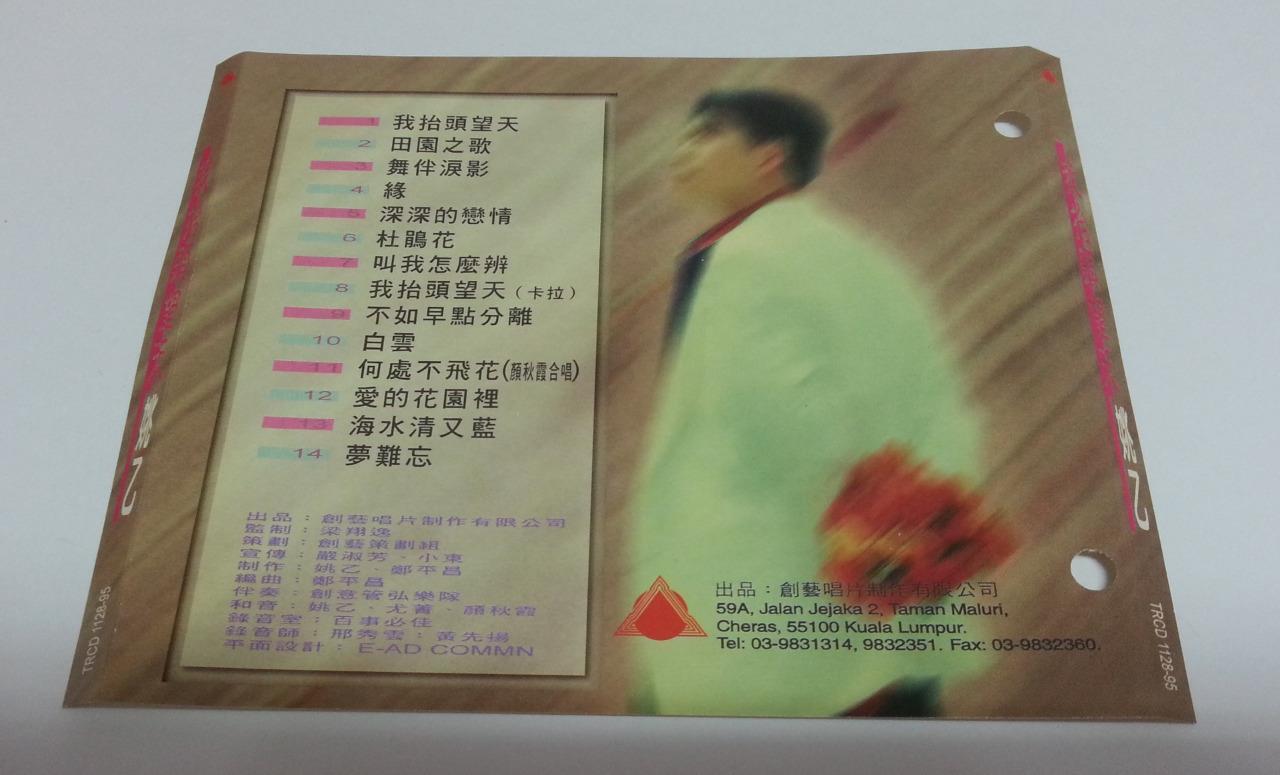 1 我抬頭望天
2 田園之歌
3 舞伴淚影
4 緣
5 深深的戀情
6 杜鵑花
7 叫我怎麼辨
8 我抬頭望天(卡拉)
9 不如早點分離
10 白雲
11 何處不飛花(顏秋霞合唱)
12 愛的花園裡
13 海水清又藍
14 夢難忘
出品:創藝唱片制作有限公司
監制:梁翔逸
策劃:創藝策劃組
宣傳:嚴淑芳、小東
制作:姚乙、鄭平昌
編曲:鄭平昌
伴奏:創意管弘樂隊
和音:姚乙、尤菁、顏秋霞
錄音室:百事必佳
錄音師:邢秀雲;黃先揚
平面設計:E-AD COMMN
出品:創藝唱片制作有限公司
59A, Jalan Jejaka 2, Taman Maluri,
Cheras, 55100 Kuala Lumpur.
Tel: 03-9831314, 9832351. Fax: 03-9832360.
姚乙
TRCD 1128-95
姚乙
TRCD 1128-95